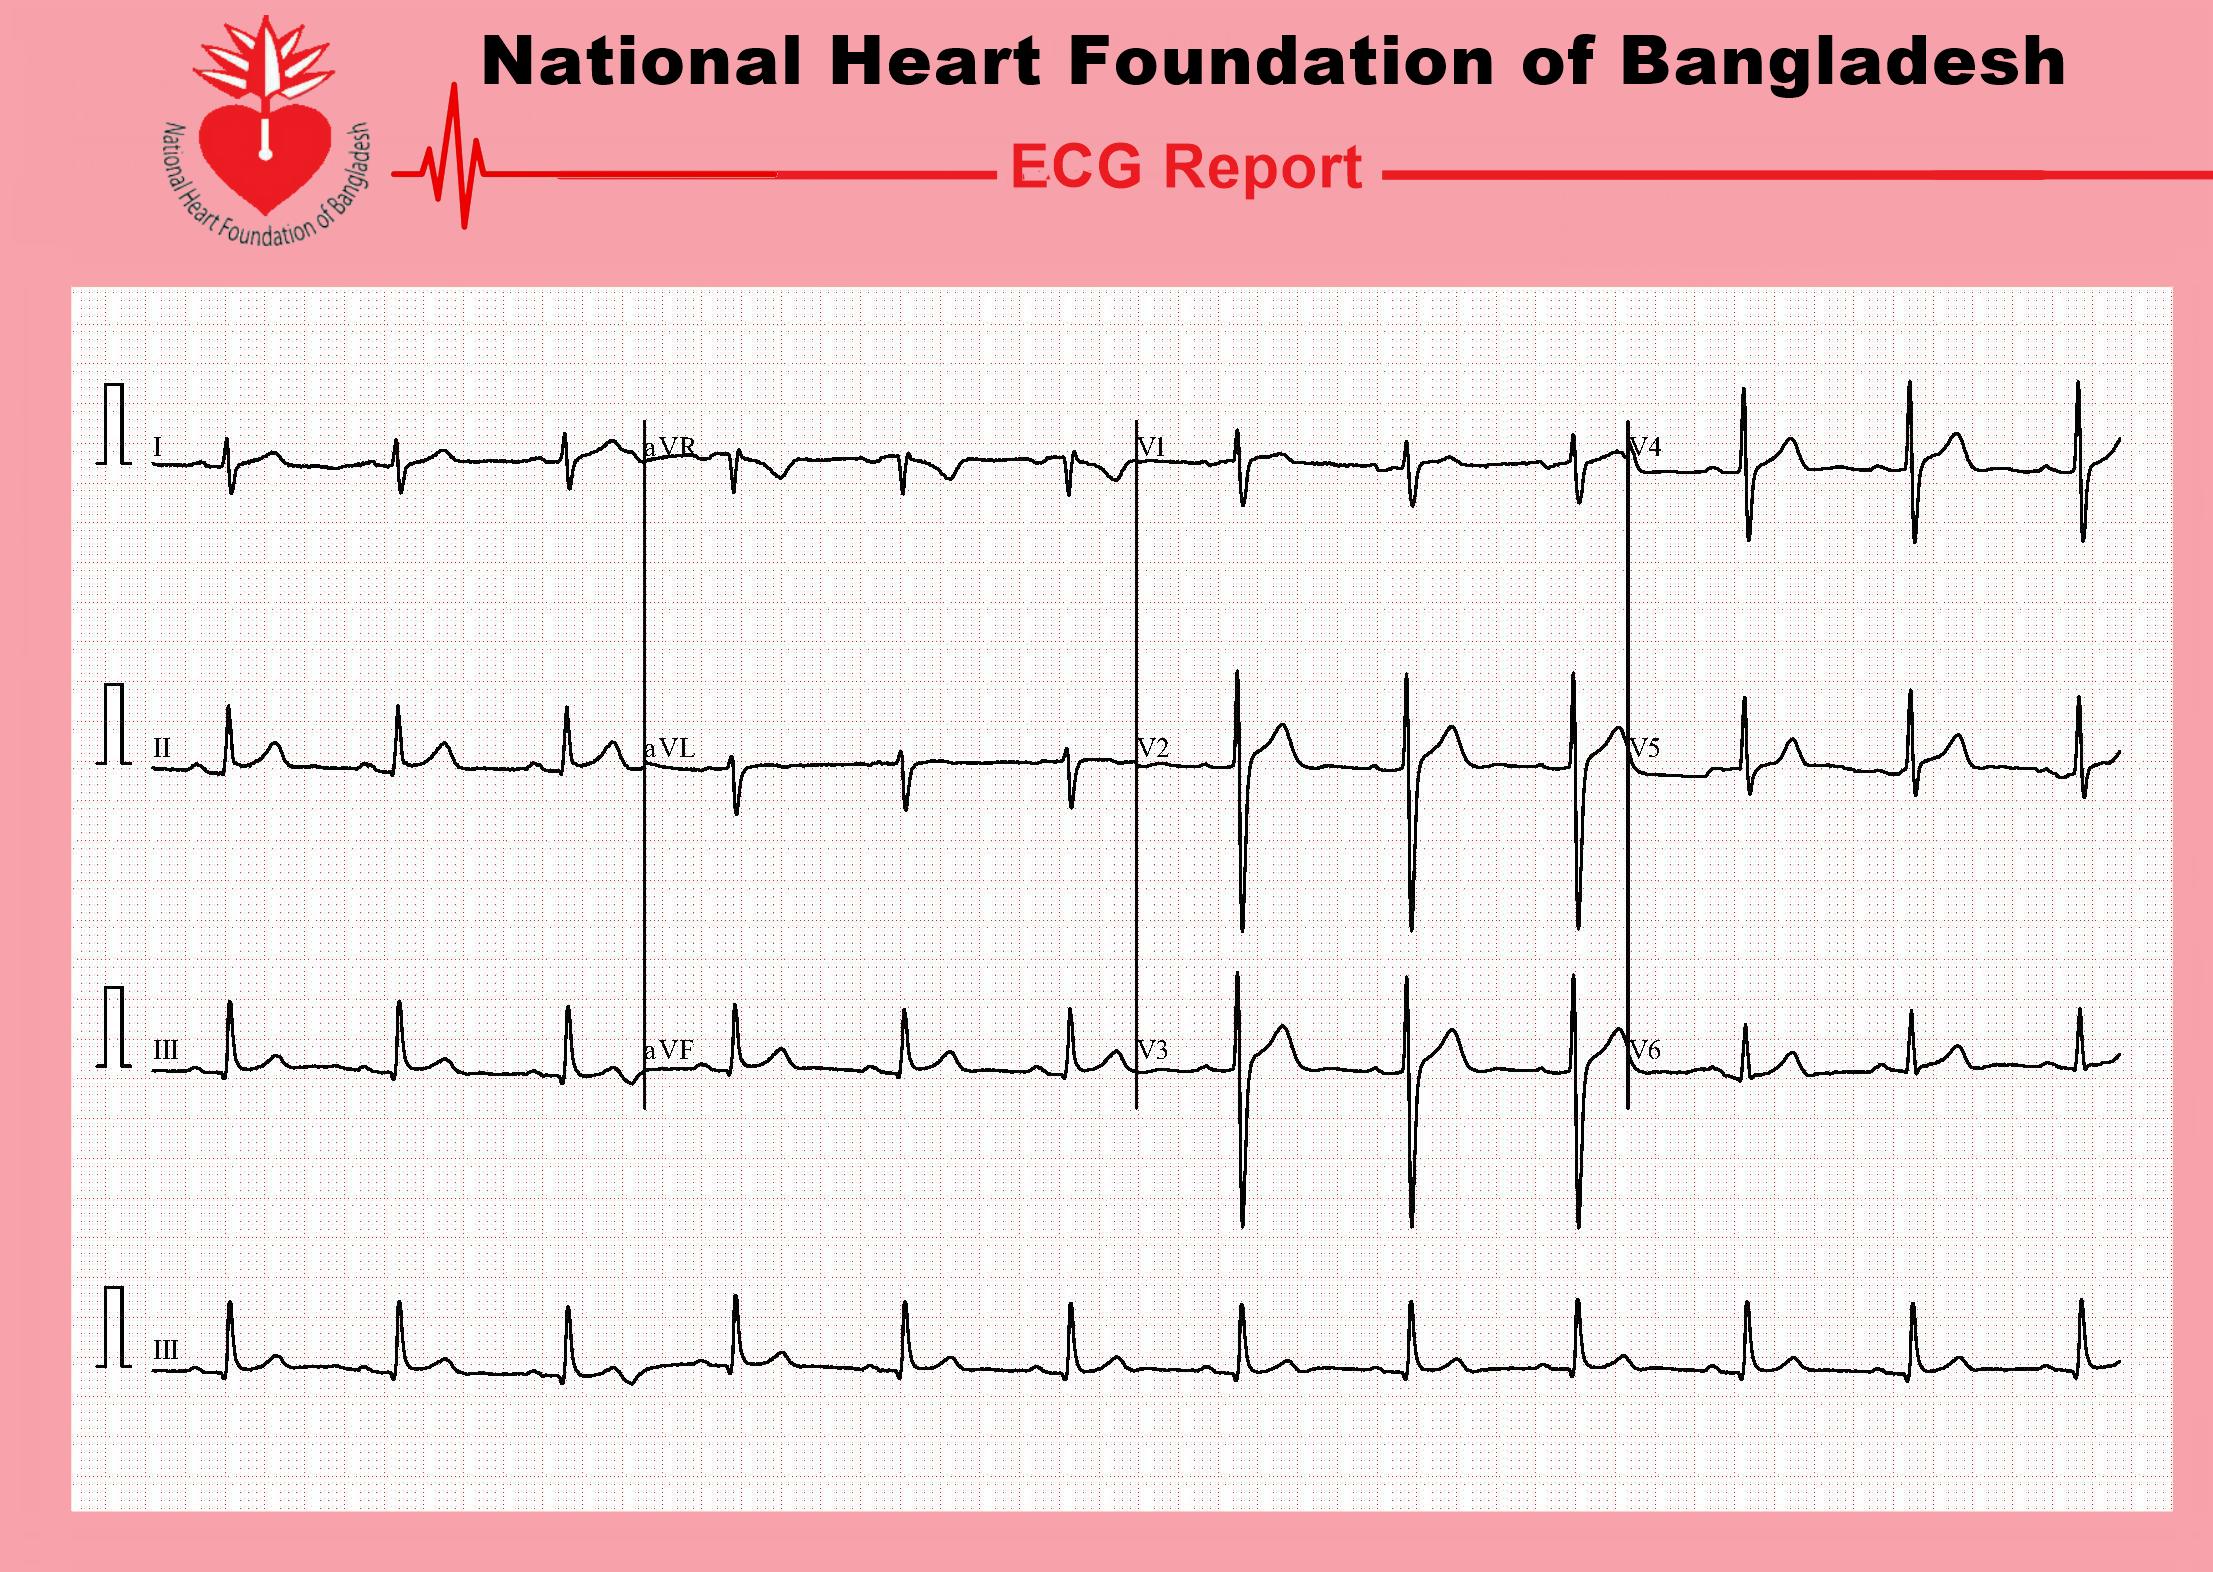 National Heart Foundation of Bangladesh
National Heart Foundation of Bangladesh
ECG Report
I
aVR
V1
V4
II
aVL
V2
V5
III
aVF
V3
V6
III